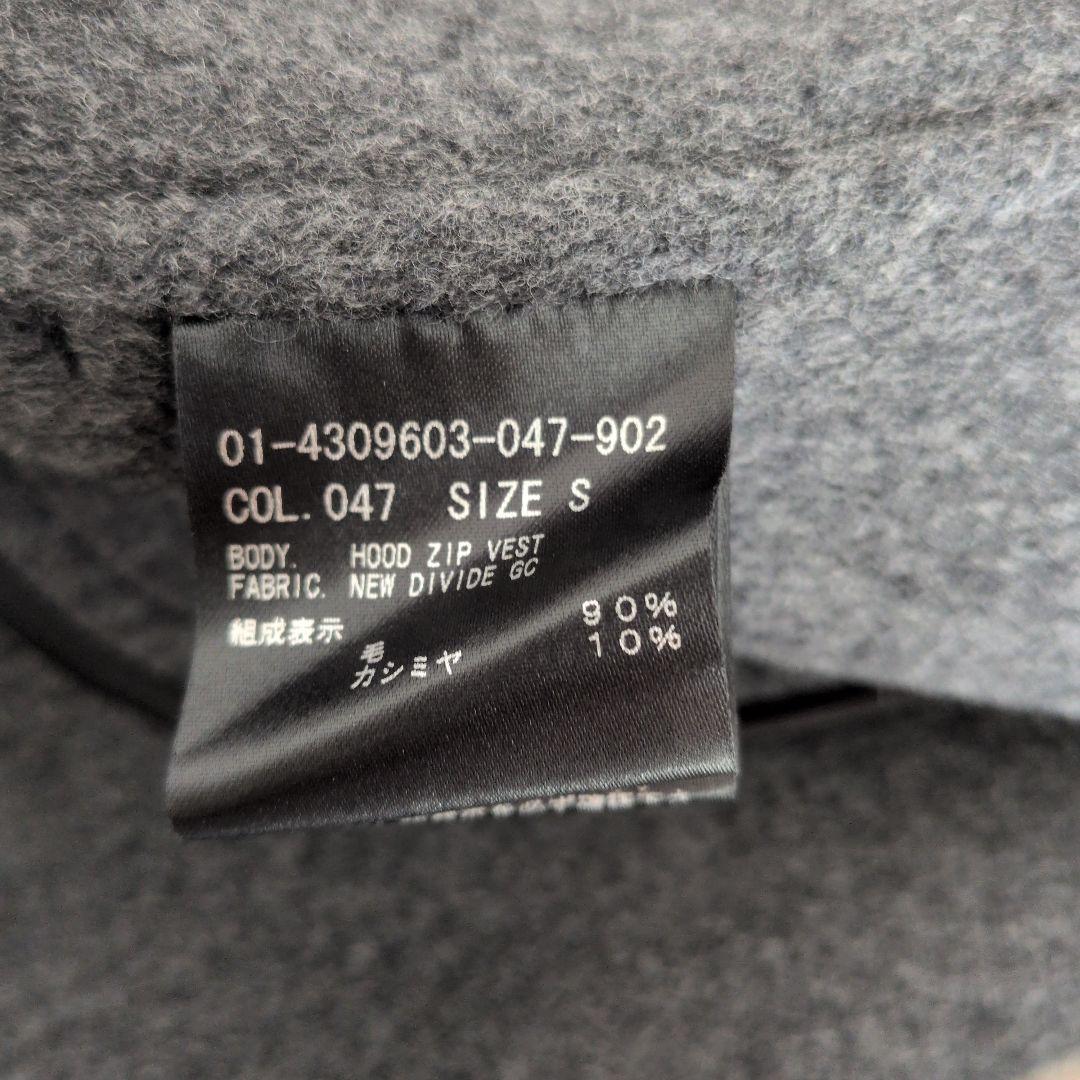 01-4309603-047-902
COL. 047 SIZE S
BODY. HOOD ZIP VEST
FABRIC. NEW DIVIDE GC
組成表示
毛 90%
カシミヤ 10%